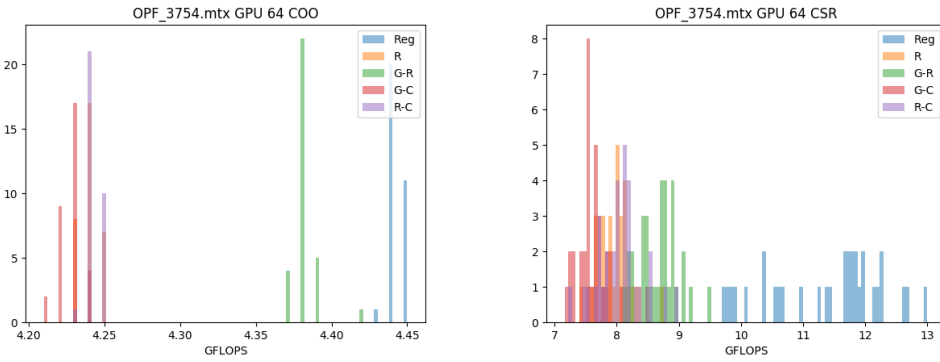 OPF_3754.mtx GPU 64 COO
20
15
10
5
0
4.20
4.25
4.30
4.35
4.40
4.45
GFLOPS
Reg
R
G-R
G-C
R-C
OPF_3754.mtx GPU 64 CSR
8
7
6
5
4
3
2
1
0
7
8
9
10
11
12
13
GFLOPS
Reg
R
G-R
G-C
R-C